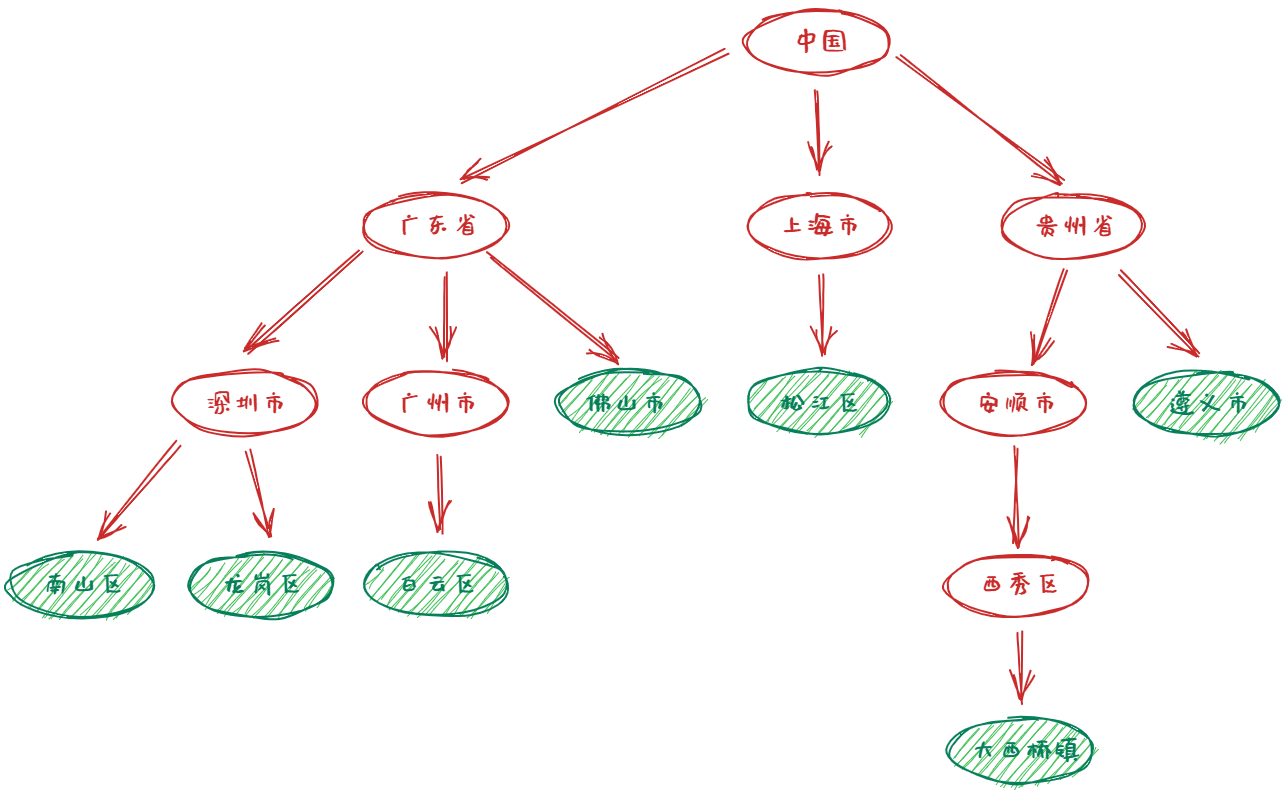 中国
广东省
上海市
贵州省
深圳市
广州市
佛山市
松江区
安顺市
遵义市
南山区
龙岗区
白云区
西秀区
大西桥镇